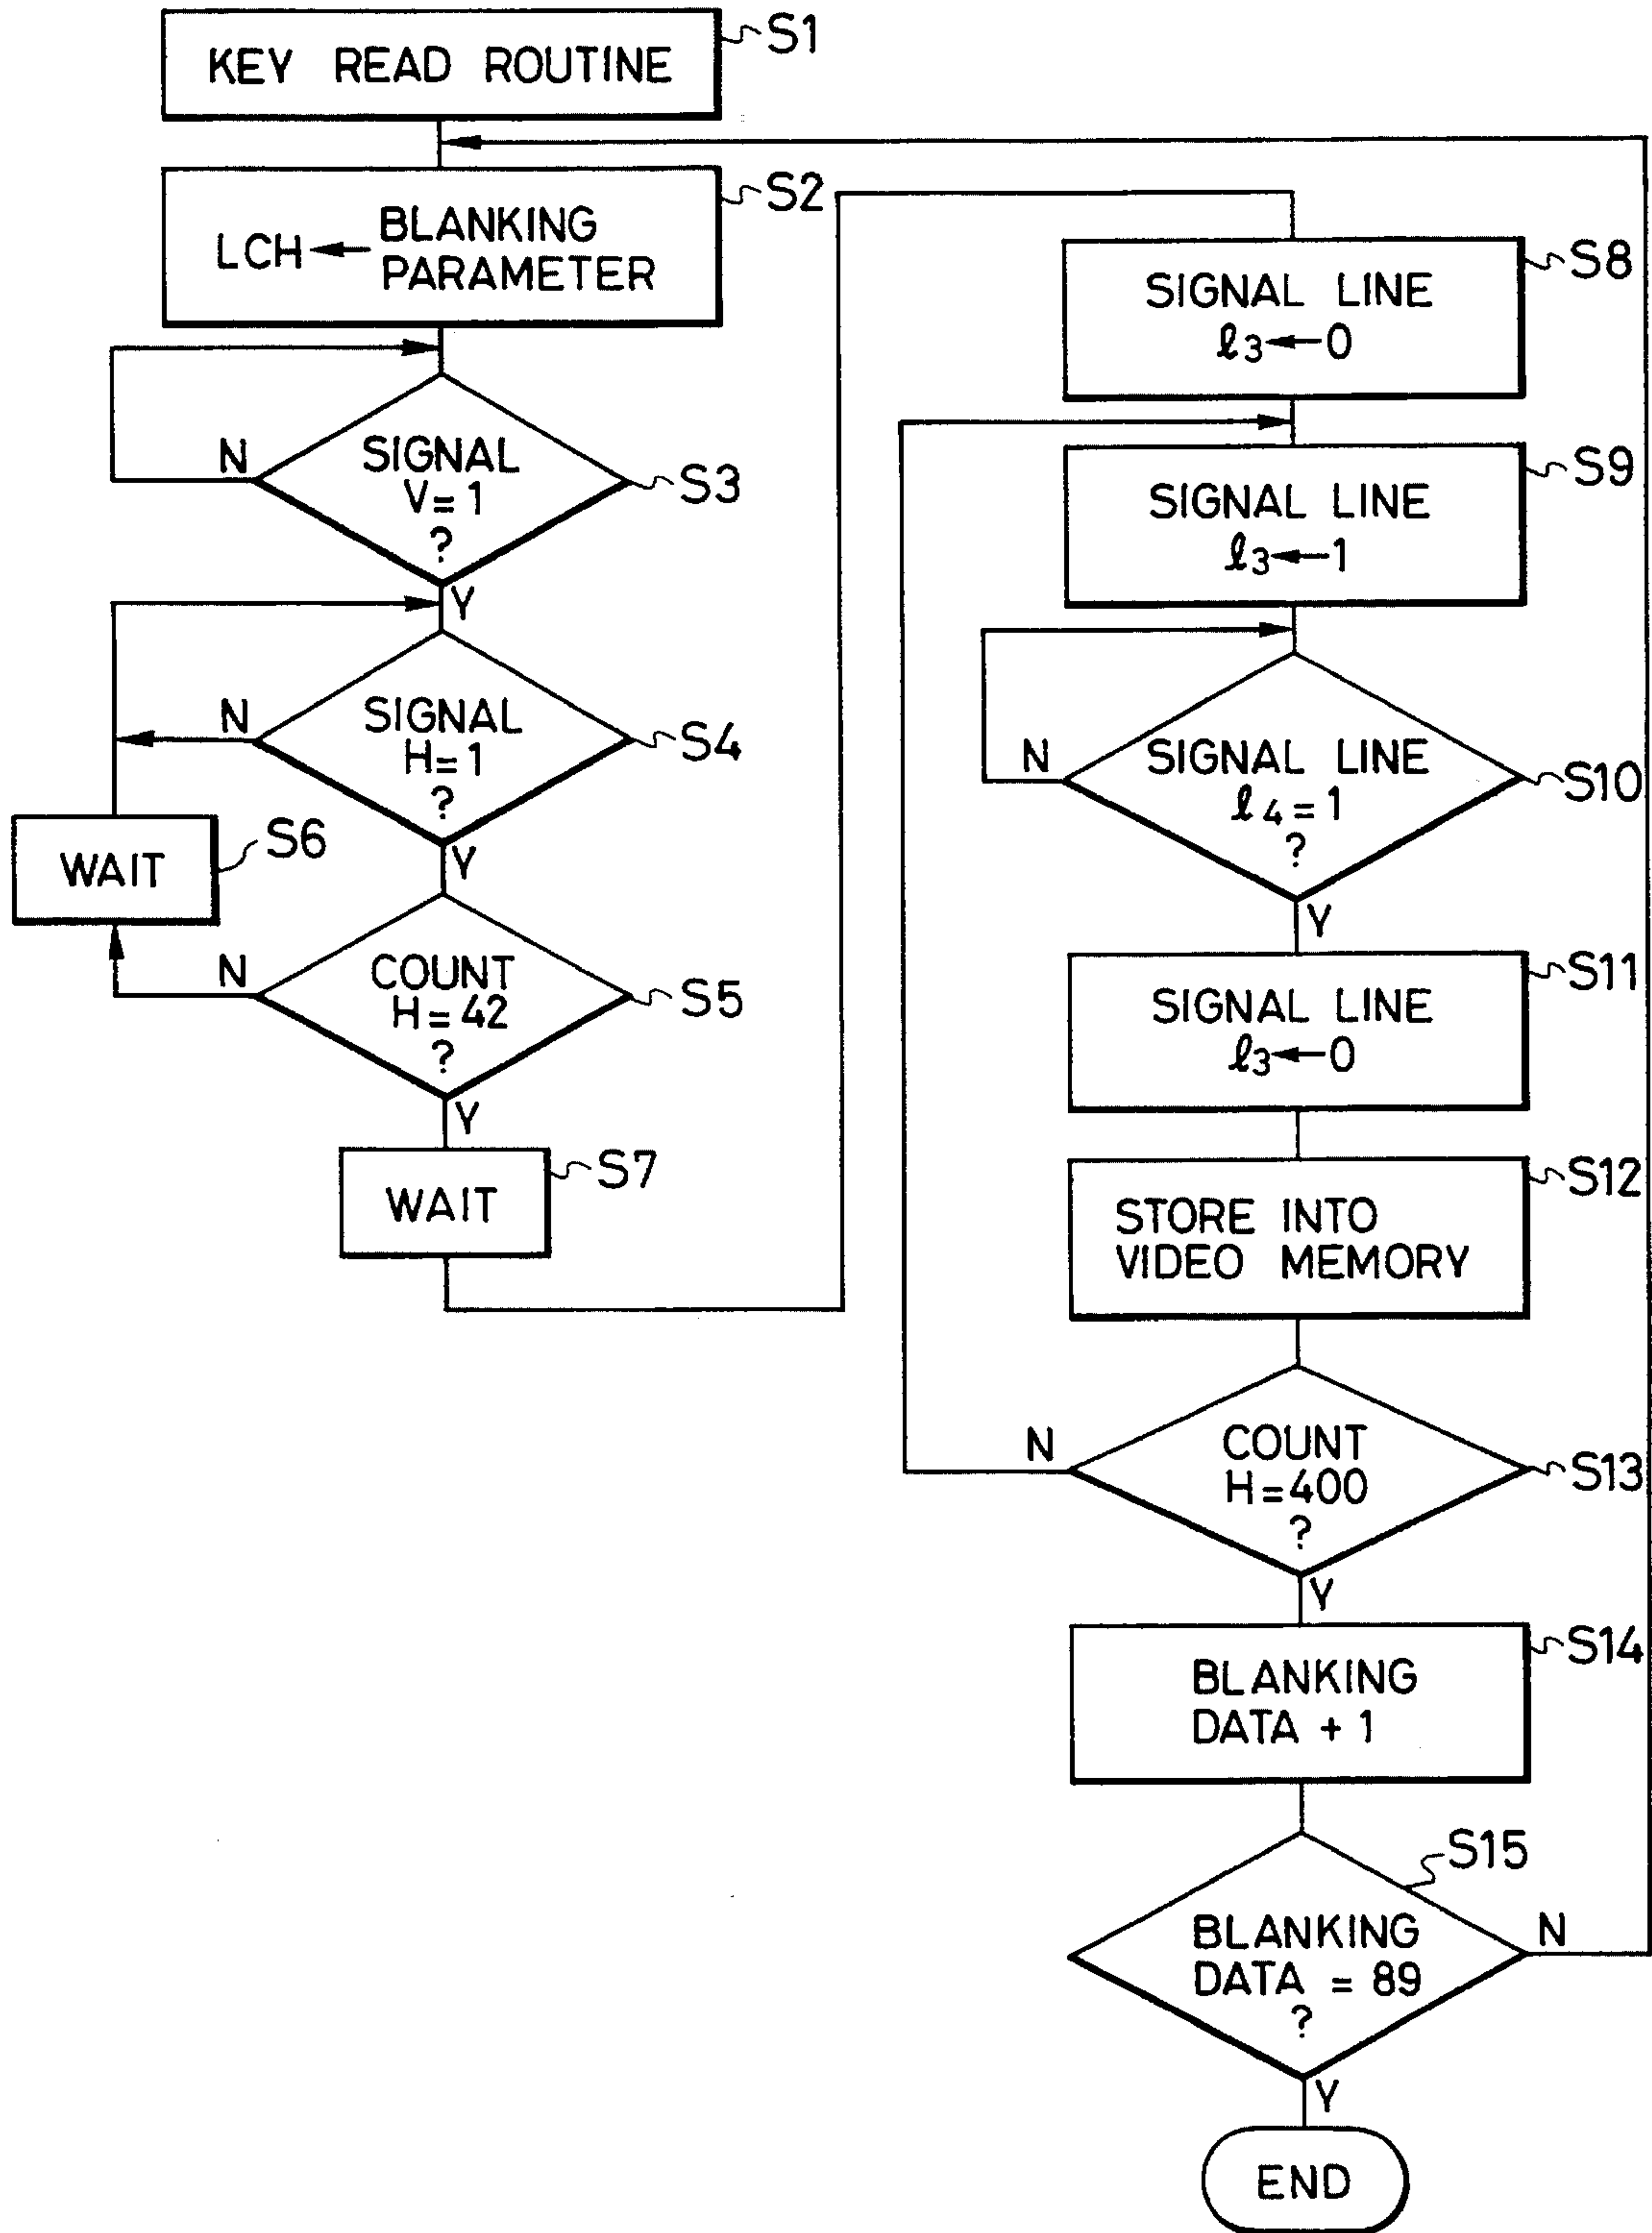 KEY READ ROUTINE
S1
LCH ← BLANKING
PARAMETER
S2
SIGNAL
V = 1
?
N
Y
S3
SIGNAL
H = 1
?
N
Y
S4
COUNT
H = 42
?
N
Y
S5
WAIT
S6
WAIT
S7
SIGNAL LINE
ℓ3 ← 0
S8
SIGNAL LINE
ℓ3 ← 1
S9
SIGNAL LINE
ℓ4 = 1
?
N
Y
S10
SIGNAL LINE
ℓ3 ← 0
S11
STORE INTO
VIDEO MEMORY
S12
COUNT
H = 400
?
N
Y
S13
BLANKING
DATA + 1
S14
BLANKING
DATA = 89
?
N
Y
S15
END